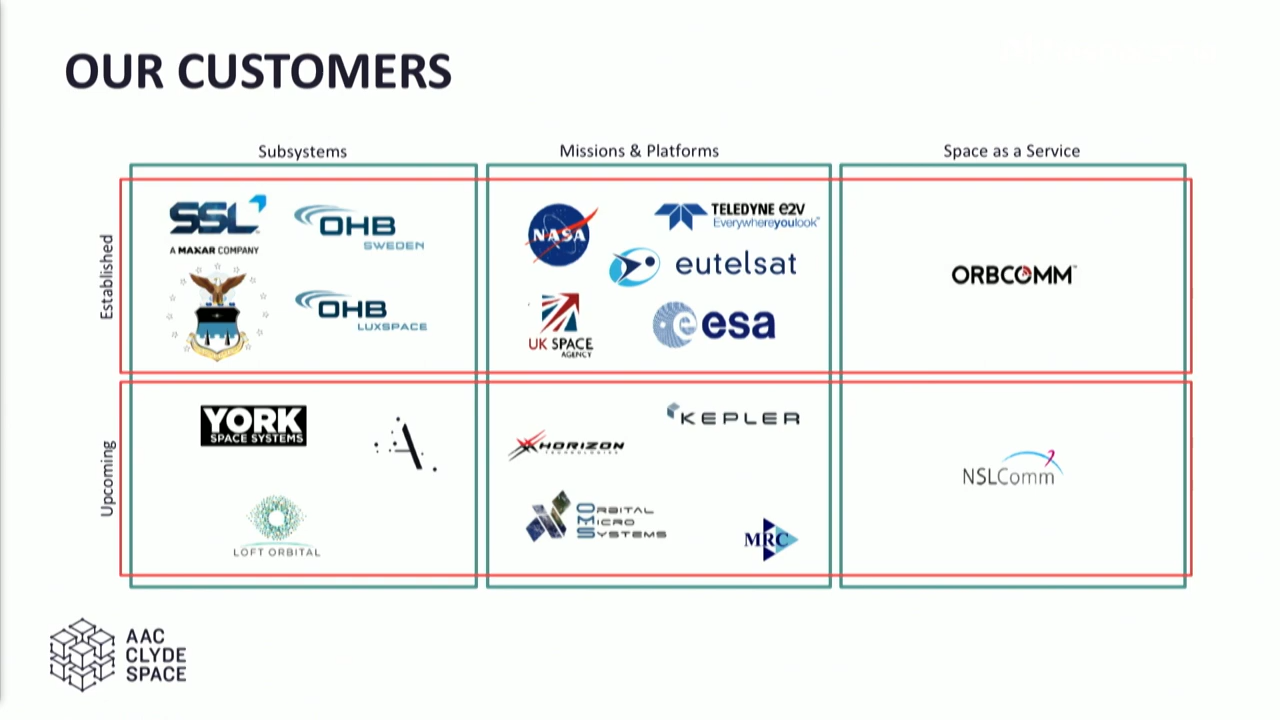 OUR CUSTOMERS
Subsystems
Missions & Platforms
Space as a Service
Established
SSL
A MAXAR COMPANY
OHB
SWEDEN
OHB
LUXSPACE
NASA
TELEDYNE e2v
Everywhereyoulook™
eutelsat
UK SPACE
AGENCY
esa
ORBCOMM™
Upcoming
YORK
SPACE SYSTEMS
A
LOFT ORBITAL
KEPLER
HORIZON
TECHNOLOGIES
ORBITAL
MICRO
SYSTEMS
MRC
NSLComm
AAC
CLYDE
SPACE